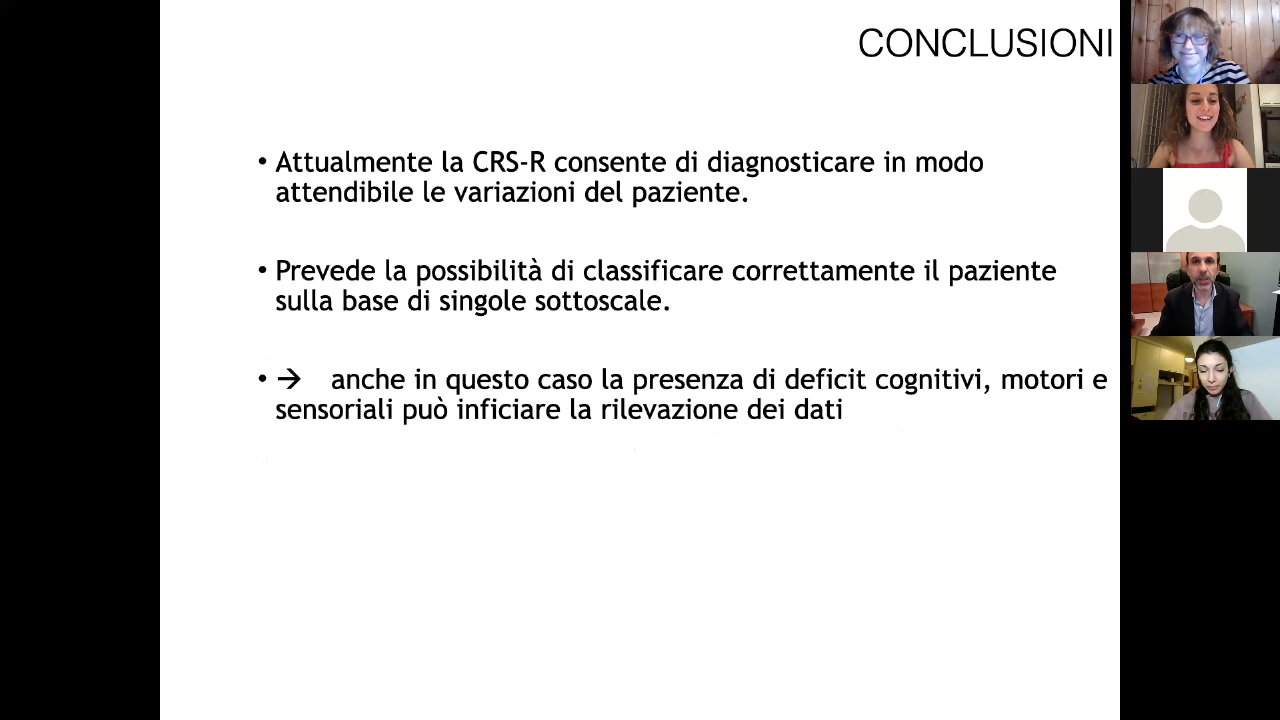 CONCLUSIONI
• Attualmente la CRS-R consente di diagnosticare in modo
attendibile le variazioni del paziente.
• Prevede la possibilità di classificare correttamente il paziente
sulla base di singole sottoscale.
• → anche in questo caso la presenza di deficit cognitivi, motori e
sensoriali può inficiare la rilevazione dei dati